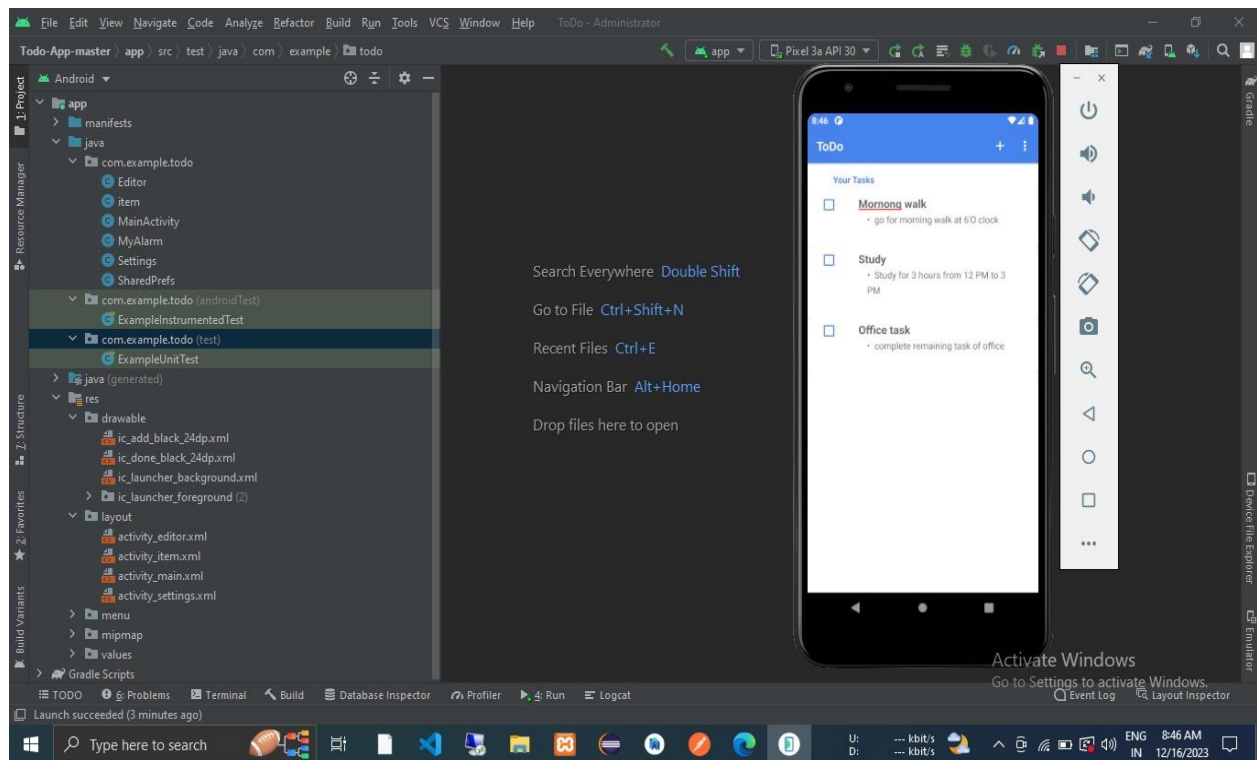 File Edit View Navigate Code Analyze Refactor Build Run Tools VCS Window Help ToDo - Administrator
Todo-App-master app src test java com example todo
app
Pixel 3a API 30
1: Project
Resource Manager
7: Structure
2: Favorites
Build Variants
Android
app
manifests
java
com.example.todo
Editor
item
MainActivity
MyAlarm
Settings
SharedPrefs
com.example.todo (androidTest)
ExampleInstrumentedTest
com.example.todo (test)
ExampleUnitTest
java (generated)
res
drawable
ic_add_black_24dp.xml
ic_done_black_24dp.xml
ic_launcher_background.xml
ic_launcher_foreground (2)
layout
activity_editor.xml
activity_item.xml
activity_main.xml
activity_settings.xml
menu
mipmap
values
Gradle Scripts
Search Everywhere Double Shift
Go to File Ctrl+Shift+N
Recent Files Ctrl+E
Navigation Bar Alt+Home
Drop files here to open
8:46
ToDo
Your Tasks
Mornong walk
• go for morning walk at 6'O clock
Study
• Study for 3 hours from 12 PM to 3
PM
Office task
• complete remaining task of office
Gradle
Device File Explorer
Emulator
Activate Windows
Go to Settings to activate Windows.
TODO 6: Problems Terminal Build Database Inspector Profiler 4: Run Logcat Event Log Layout Inspector
Launch succeeded (3 minutes ago)
Type here to search
U: --- kbit/s
D: --- kbit/s
ENG
IN
8:46 AM
12/16/2023